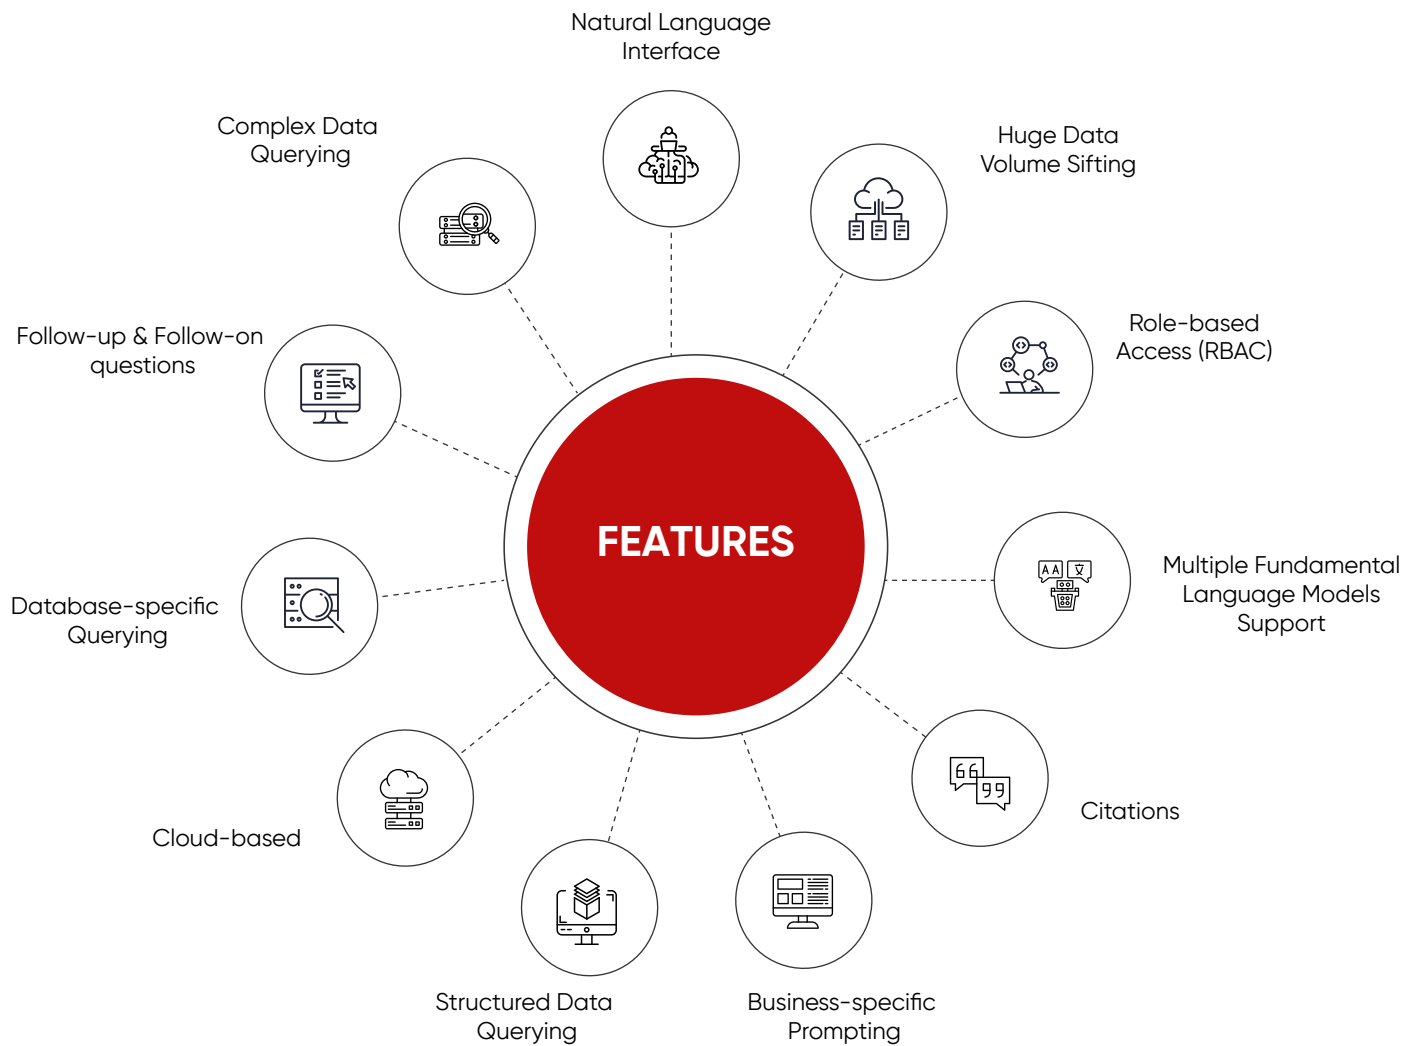 Natural Language
Interface
Complex Data
Querying
Huge Data
Volume Sifting
Follow-up & Follow-on
questions
Role-based
Access (RBAC)
FEATURES
Database-specific
Querying
Multiple Fundamental
Language Models
Support
Cloud-based
Citations
Structured Data
Querying
Business-specific
Prompting